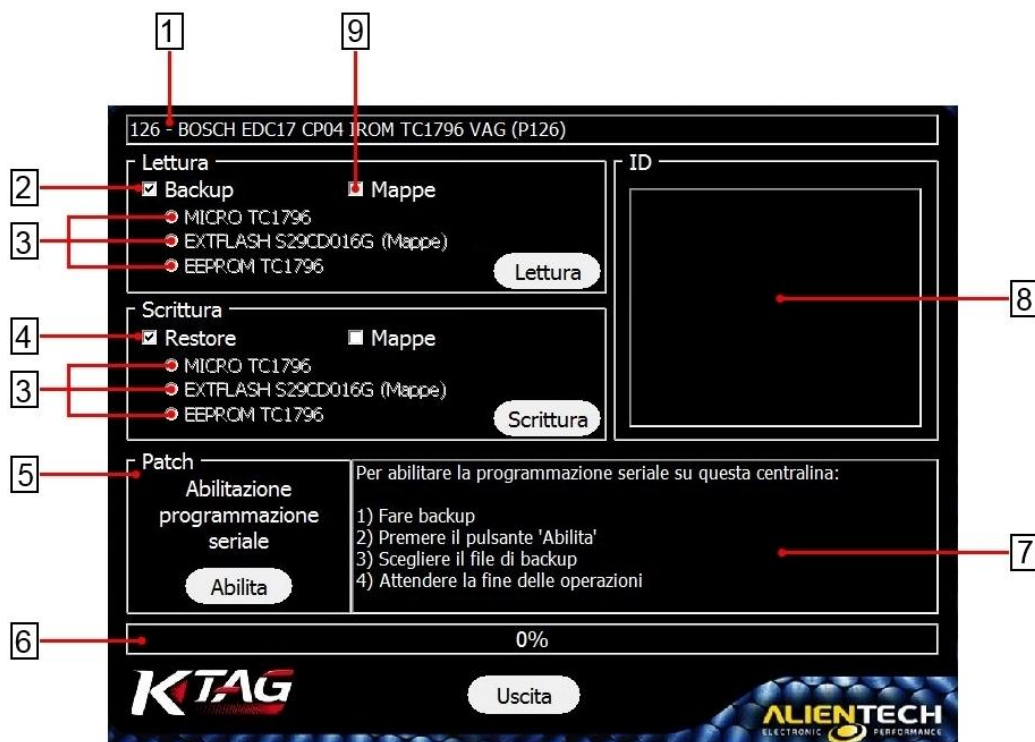 1
9
126 - BOSCH EDC17 CP04 IROM TC1796 VAG (P126)
Lettura
2
Backup
Mappe
3
MICRO TC1796
EXTFLASH S29CD016G (Mappe)
EEPROM TC1796
Lettura
ID
8
Scrittura
4
Restore
Mappe
3
MICRO TC1796
EXTFLASH S29CD016G (Mappe)
EEPROM TC1796
Scrittura
5
Patch
Abilitazione
programmazione
seriale
Abilita
Per abilitare la programmazione seriale su questa centralina:
1) Fare backup
2) Premere il pulsante 'Abilita'
3) Scegliere il file di backup
4) Attendere la fine delle operazioni
7
6
0%
KTAG
Uscita
ALIENTECH
ELECTRONIC PERFORMANCE